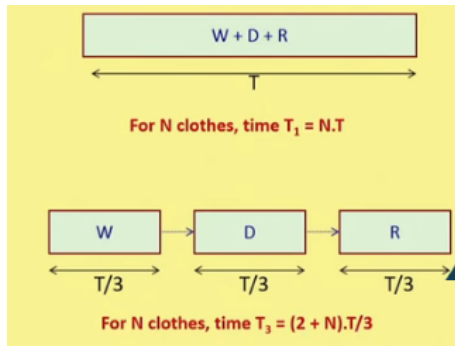 W + D + R
T
For N clothes, time T₁ = N.T
W D R
T/3 T/3 T/3
For N clothes, time T₃ = (2 + N).T/3